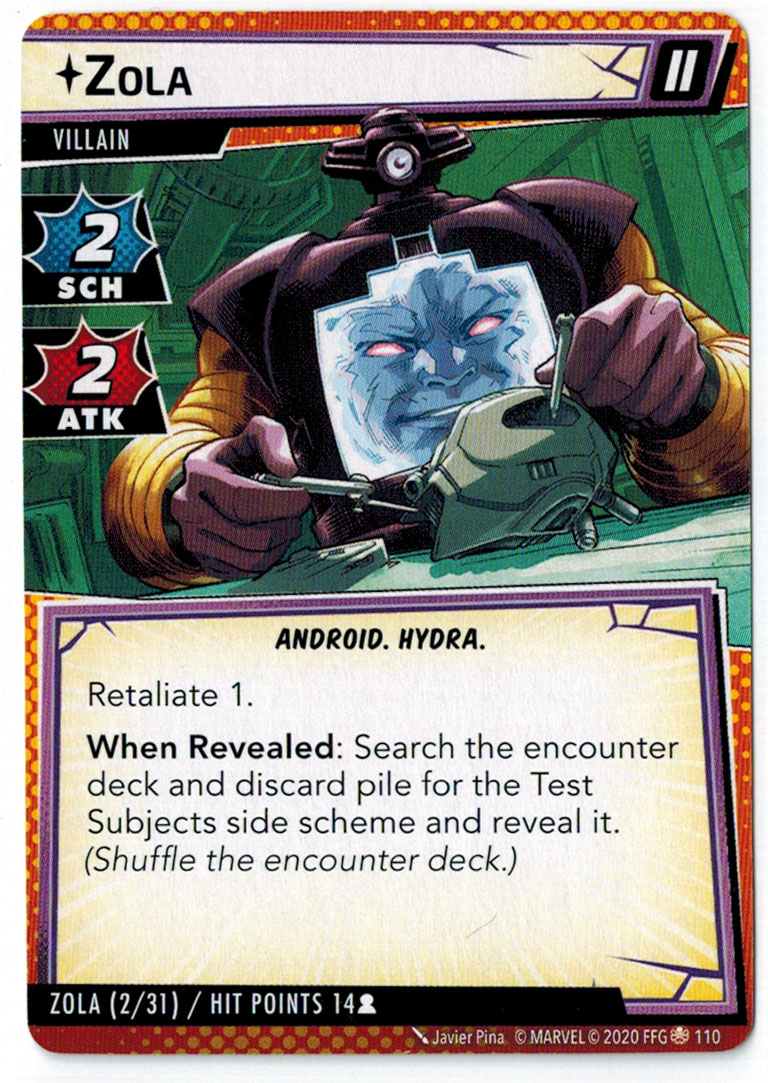 ZOLA
II
VILLAIN
2
SCH
2
ATK
ANDROID. HYDRA.
Retaliate 1.
When Revealed: Search the encounter
deck and discard pile for the Test
Subjects side scheme and reveal it.
(Shuffle the encounter deck.)
ZOLA (2/31) / HIT POINTS 14
Javier Pina © MARVEL © 2020 FFG 110